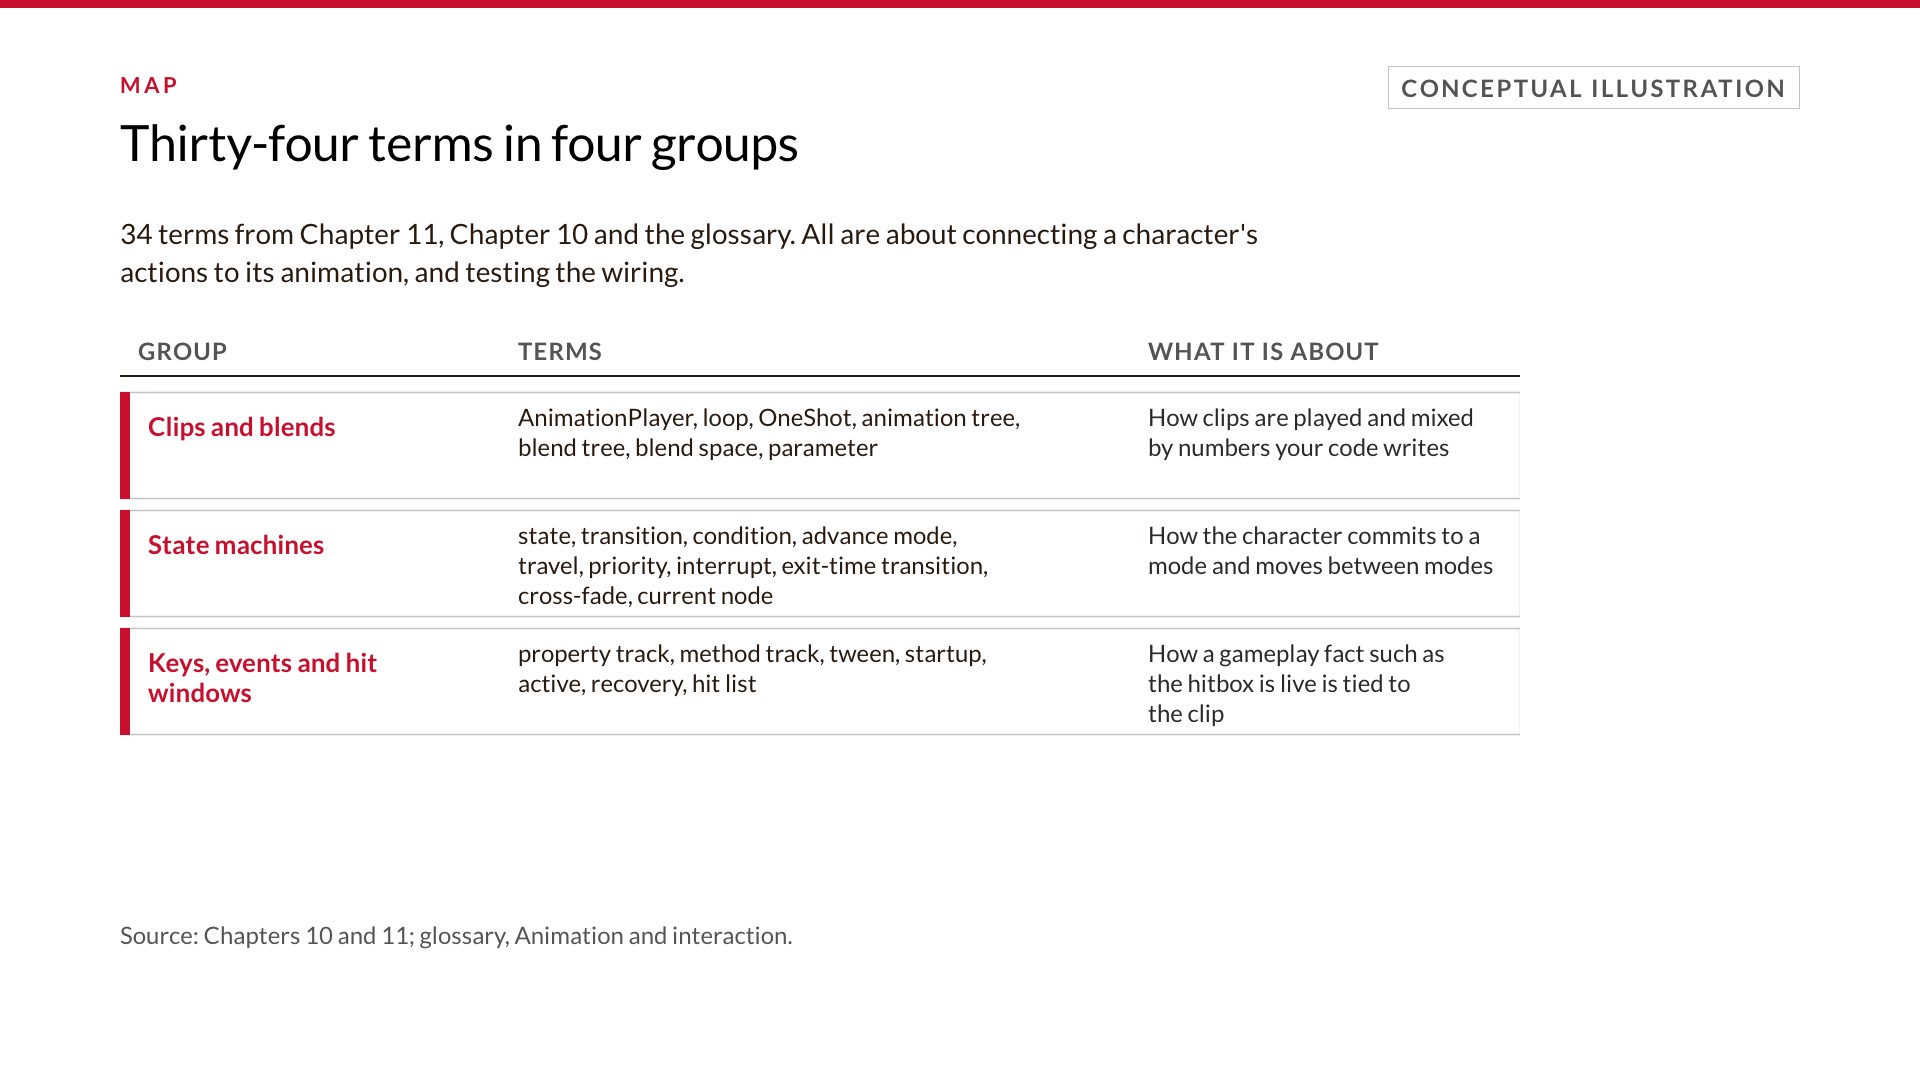 MAP
CONCEPTUAL ILLUSTRATION
Thirty-four terms in four groups
34 terms from Chapter 11, Chapter 10 and the glossary. All are about connecting a character's
actions to its animation, and testing the wiring.
GROUP
TERMS
WHAT IT IS ABOUT
Clips and blends
AnimationPlayer, loop, OneShot, animation tree,
blend tree, blend space, parameter
How clips are played and mixed
by numbers your code writes
State machines
state, transition, condition, advance mode,
travel, priority, interrupt, exit-time transition,
cross-fade, current node
How the character commits to a
mode and moves between modes
Keys, events and hit
windows
property track, method track, tween, startup,
active, recovery, hit list
How a gameplay fact such as
the hitbox is live is tied to
the clip
Source: Chapters 10 and 11; glossary, Animation and interaction.